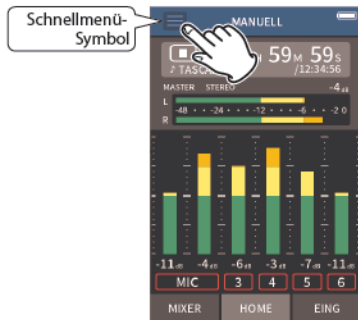 Schnellmenü-
Symbol
MANUELL
59M 59S
♪ TASCA
/12:34:56
MASTER STEREO -4dB
L
-48 · · · -24 · · · · -12 · · · -6 · · -2 0
R
-11dB -4dB -6dB -3dB -7dB -11dB
MIC 3 4 5 6
MIXER HOME EING